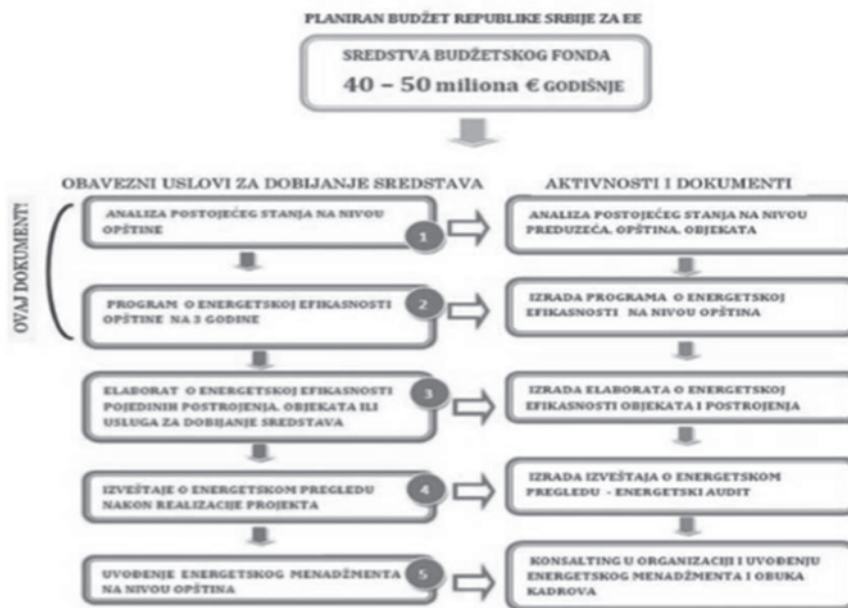 PLANIRAN BUDŽET REPUBLIKE SRBIJE ZA EE
SREDSTVA BUDŽETSKOG FONDA
40 – 50 miliona € GODIŠNJE
OBAVEZNI USLOVI ZA DOBIJANJE SREDSTAVA
AKTIVNOSTI I DOKUMENTI
OVAJ DOKUMENT!
ANALIZA POSTOJEĆEG STANJA NA NIVOU
OPŠTINE
1
ANALIZA POSTOJEĆEG STANJA NA NIVOU
PREDUZEĆA. OPŠTINA. OBJEKATA
PROGRAM O ENERGETSKOJ EFIKASNOSTI
OPŠTINE NA 3 GODINE
2
IZRADA PROGRAMA O ENERGETSKOJ
EFIKASNOSTI NA NIVOU OPŠTINA
ELABORAT O ENERGETSKOJ EFIKASNOSTI
POJEDINIH POSTROJENJA. OBJEKATA ILI
USLUGA ZA DOBIJANJE SREDSTAVA
3
IZRADA ELABORATA O ENERGETSKOJ
EFIKASNOSTI OBJEKATA I POSTROJENJA
IZVEŠTAJE O ENERGETSKOM PREGLEDU
NAKON REALIZACIJE PROJEKTA
4
IZRADA IZVEŠTAJA O ENERGETSKOM
PREGLEDU - ENERGETSKI AUDIT
UVOĐENJE ENERGETSKOG MENADŽMENTA
NA NIVOU OPŠTINA
5
KONSALTING U ORGANIZACIJI I UVOĐENJU
ENERGETSKOG MENADŽMENTA I OBUKA
KADROVA